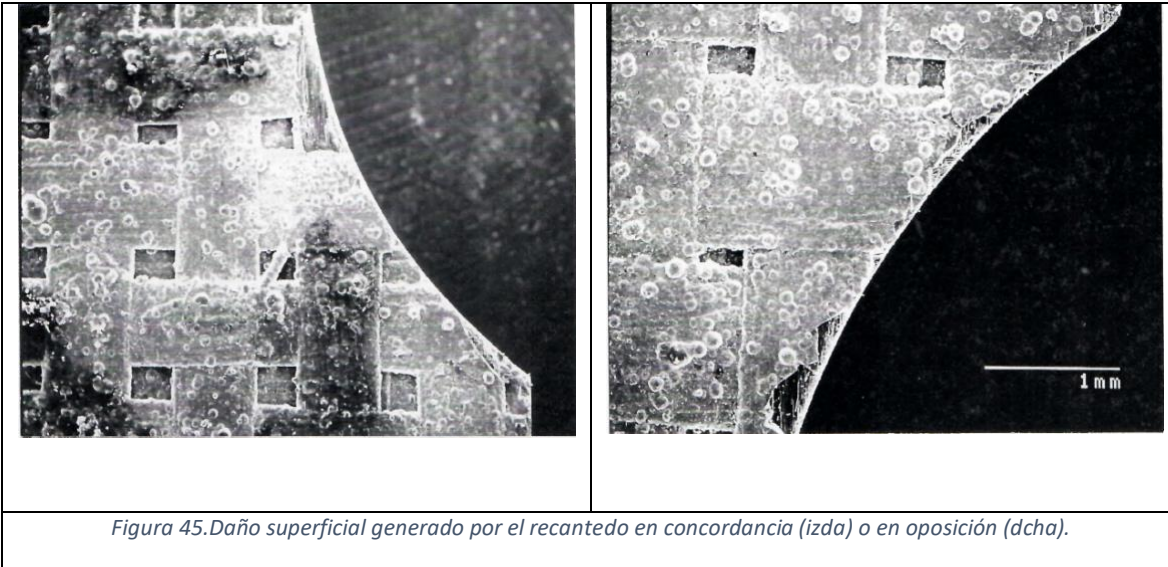 1 mm
Figura 45.Daño superficial generado por el recantedo en concordancia (izda) o en oposición (dcha).